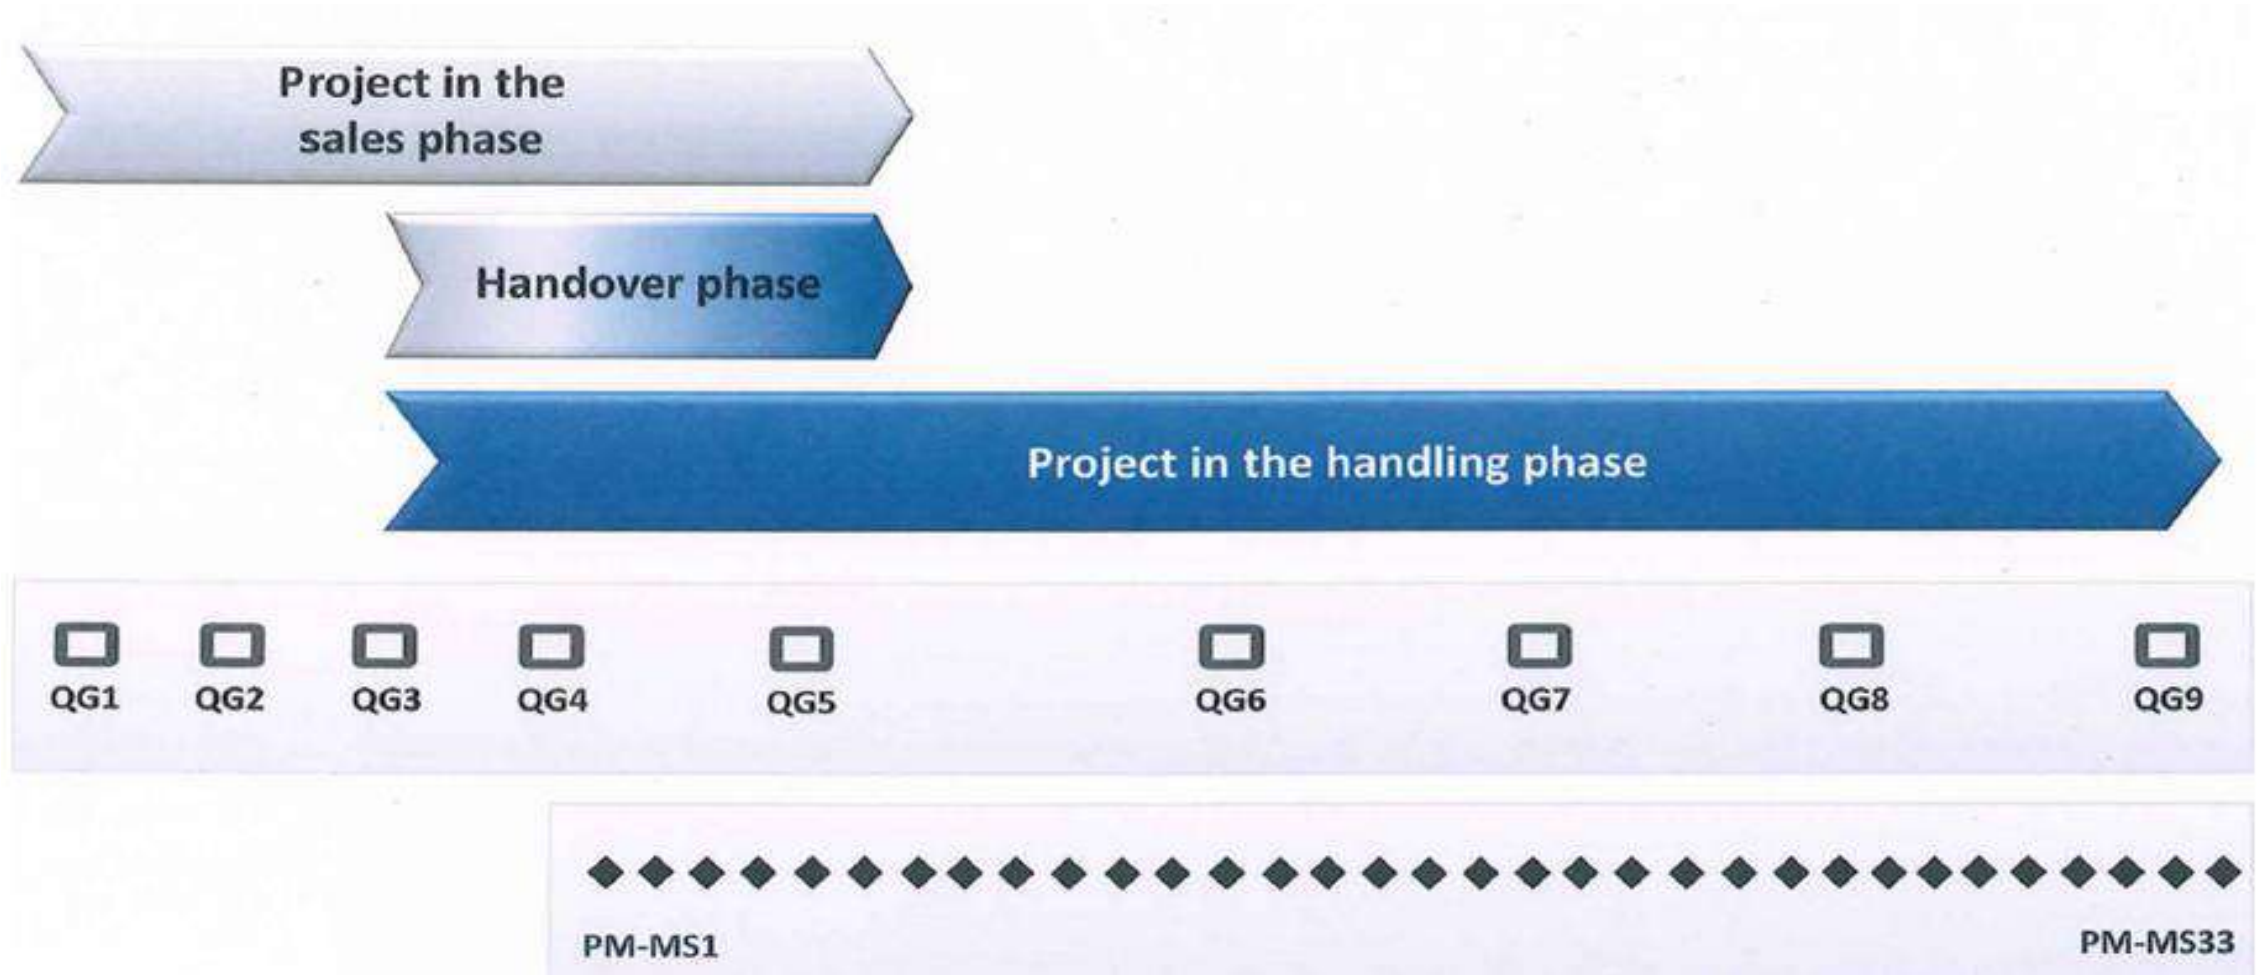 Project in the
sales phase
Handover phase
Project in the handling phase
QG1 QG2 QG3 QG4 QG5 QG6 QG7 QG8 QG9
PM-MS1 PM-MS33